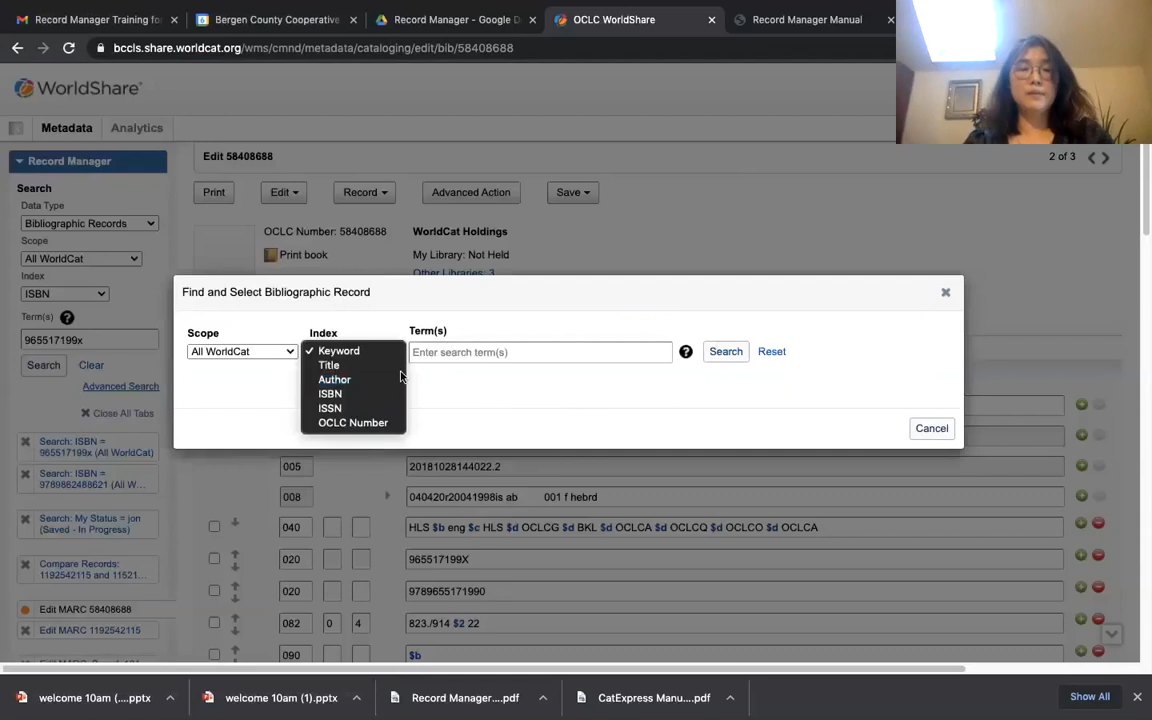 Record Manager Training fo
Bergen County Cooperative
Record Manager - Google D
OCLC WorldShare
Record Manager Manual
bccls.share.worldcat.org/wms/cmnd/metadata/cataloging/edit/bib/58408688
WorldShare
Metadata
Analytics
Record Manager
Edit 58408688
2 of 3
Search
Print
Edit
Record
Advanced Action
Save
Data Type
Bibliographic Records
Scope
All WorldCat
Index
ISBN
Term(s)
965517199x
Search
Clear
Advanced Search
Close All Tabs
Search: ISBN =
965517199x (All WorldCat)
Search: ISBN =
9789862488621 (All W...
Search: My Status = jon
(Saved - In Progress)
Compare Records:
1192542115 and 11521...
Edit MARC 58408688
Edit MARC 1192542115
OCLC Number: 58408688
WorldCat Holdings
Print book
My Library: Not Held
Other Libraries: 3
Find and Select Bibliographic Record
Scope
Index
Term(s)
All WorldCat
Keyword
Title
Author
ISBN
ISSN
OCLC Number
Enter search term(s)
Search
Reset
Cancel
005
20181028144022.2
008
040420r20041998is ab 001 f hebrd
040
HLS $b eng $c HLS $d OCLCG $d BKL $d OCLCA $d OCLCQ $d OCLCO $d OCLCA
020
965517199X
020
9789655171990
082 0 4
823./914 $2 22
090
$b
welcome 10am (....pptx
welcome 10am (1).pptx
Record Manager....pdf
CatExpress Manu....pdf
Show All